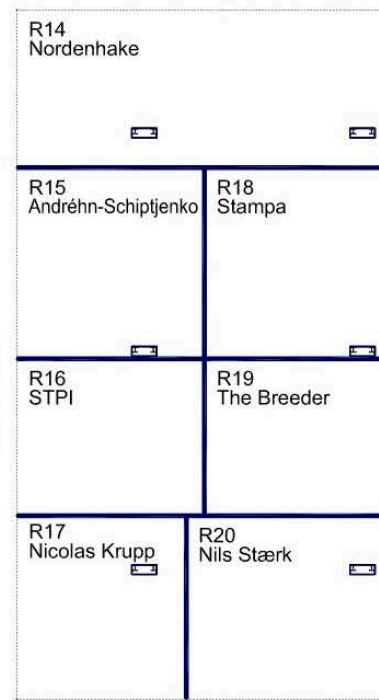 R14
Nordenhake
R15
Andréhn-Schiptjenko
R18
Stampa
R16
STPI
R19
The Breeder
R17
Nicolas Krupp
R20
Nils Stærk